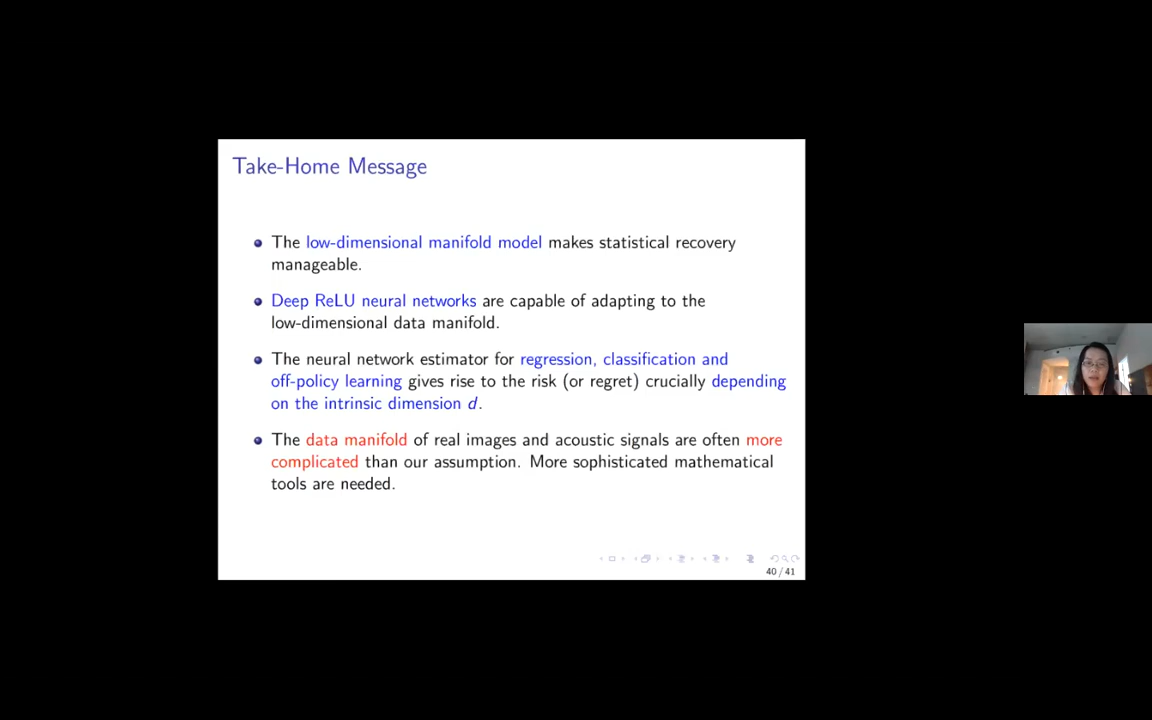 Take-Home Message
The low-dimensional manifold model makes statistical recovery
manageable.
Deep ReLU neural networks are capable of adapting to the
low-dimensional data manifold.
The neural network estimator for regression, classification and
off-policy learning gives rise to the risk (or regret) crucially depending
on the intrinsic dimension d.
The data manifold of real images and acoustic signals are often more
complicated than our assumption. More sophisticated mathematical
tools are needed.
40 / 41